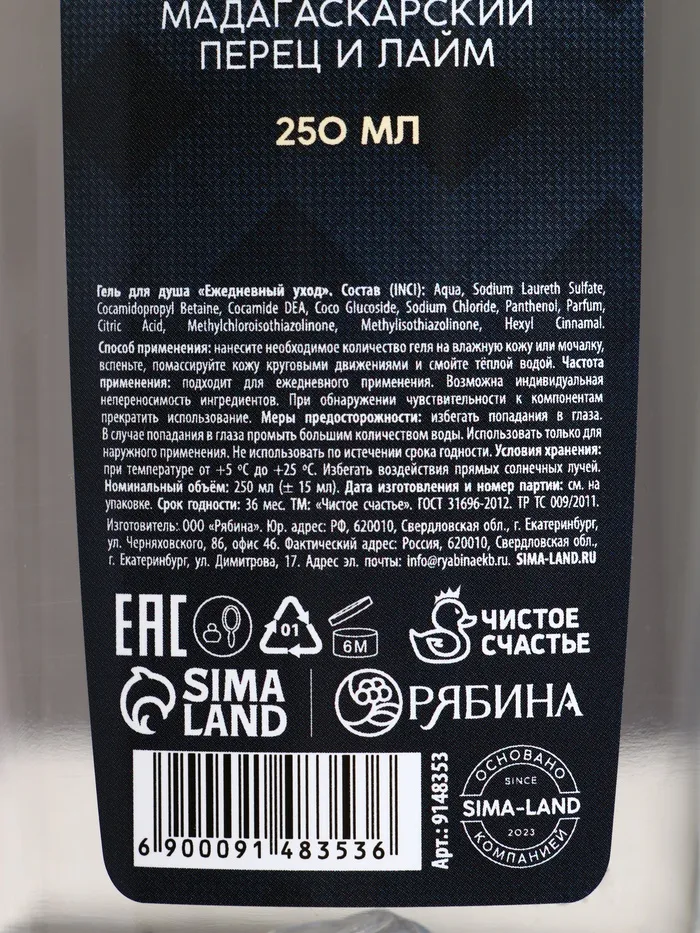 МАДАГАСКАРСКИЙ
ПЕРЕЦ И ЛАЙМ
250 МЛ
Гель для душа «Ежедневный уход». Состав (INCI): Aqua, Sodium Laureth Sulfate,
Cocamidopropyl Betaine, Cocamide DEA, Coco Glucoside, Sodium Chloride, Panthenol, Parfum,
Citric Acid, Methylchloroisothiazolinone, Methylisothiazolinone, Hexyl Cinnamal.
Способ применения: нанесите необходимое количество геля на влажную кожу или мочалку,
вспеньте, помассируйте кожу круговыми движениями и смойте тёплой водой. Частота
применения: подходит для ежедневного применения. Возможна индивидуальная
непереносимость ингредиентов. При обнаружении чувствительности к компонентам
прекратить использование. Меры предосторожности: избегать попадания в глаза.
В случае попадания в глаза промыть большим количеством воды. Использовать только для
наружного применения. Не использовать по истечении срока годности. Условия хранения:
при температуре от +5 °C до +25 °C. Избегать воздействия прямых солнечных лучей.
Номинальный объём: 250 мл (± 15 мл). Дата изготовления и номер партии: см. на
упаковке. Срок годности: 36 мес. ТМ: «Чистое счастье». ГОСТ 31696-2012. ТР ТС 009/2011.
Изготовитель: ООО «Рябина». Юр. адрес: РФ, 620010, Свердловская обл., г. Екатеринбург,
ул. Черняховского, 86, офис 46. Фактический адрес: Россия, 620010, Свердловская обл.,
г. Екатеринбург, ул. Димитрова, 17. Адрес эл. почты: info@ryabinaekb.ru. SIMA-LAND.RU
EAC
01
6M
ЧИСТОЕ
СЧАСТЬЕ
SIMA
LAND
РЯБИНА
6 900091 483536
Арт.: 9148353
ОСНОВАНО
SINCE
SIMA-LAND
2023
КОМПАНИЕЙ